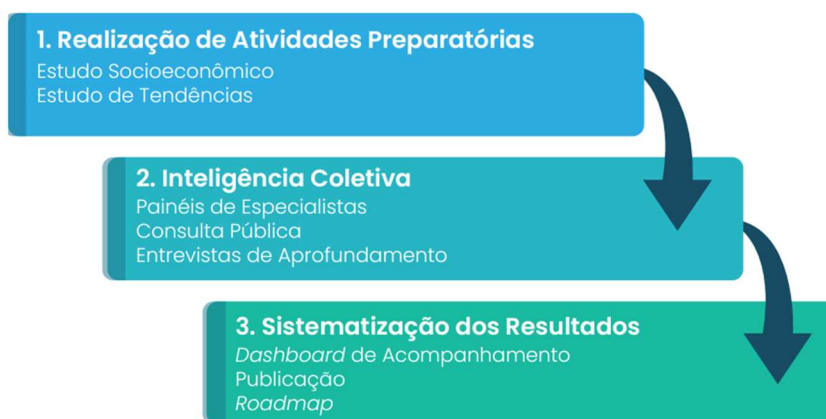 1. Realização de Atividades Preparatórias
Estudo Socioeconômico
Estudo de Tendências
2. Inteligência Coletiva
Painéis de Especialistas
Consulta Pública
Entrevistas de Aprofundamento
3. Sistematização dos Resultados
Dashboard de Acompanhamento
Publicação
Roadmap